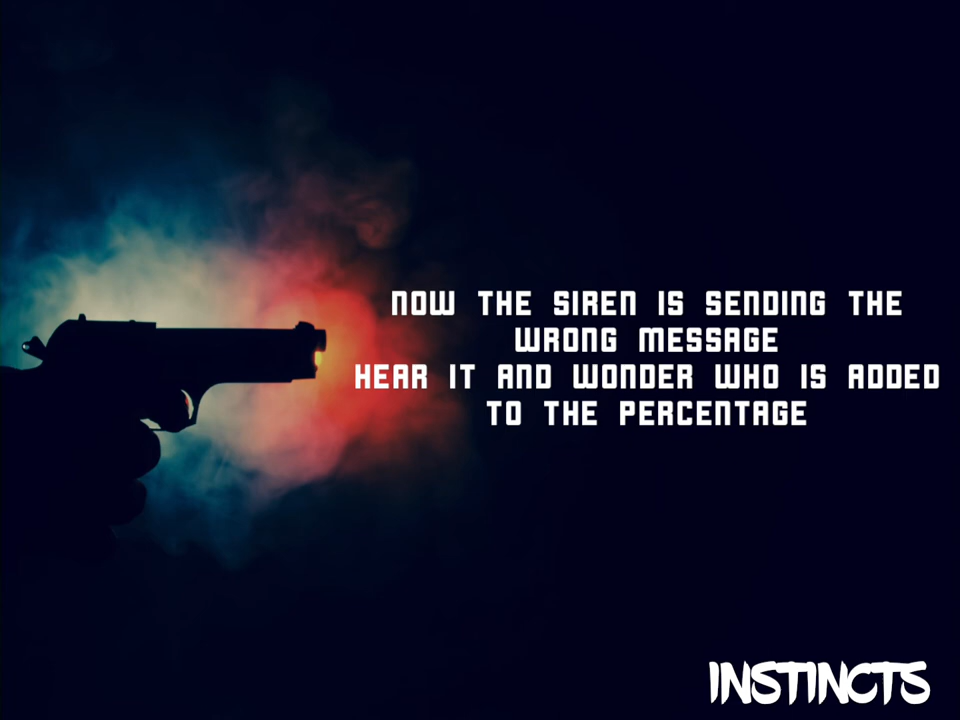 NOW THE SIREN IS SENDING THE
WRONG MESSAGE
HEAR IT AND WONDER WHO IS ADDED
TO THE PERCENTAGE
INSTINCTS